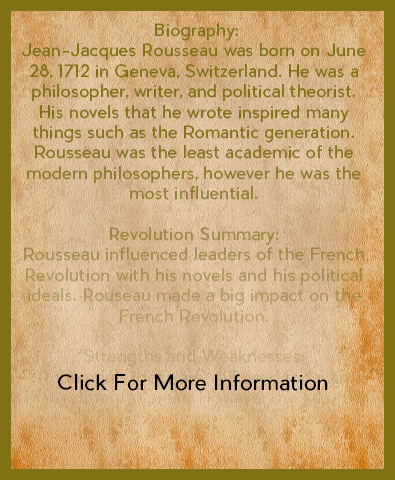 Biography:
Jean-Jacques Rousseau was born on June
28, 1712 in Geneva, Switzerland. He was a
philosopher, writer, and political theorist.
His novels that he wrote inspired many
things such as the Romantic generation.
Rousseau was the least academic of the
modern philosophers, however he was the
most influential.
Revolution Summary:
Rousseau influenced leaders of the French
Revolution with his novels and his political
ideals. Rouseau made a big impact on the
French Revolution.
Strengths and Weaknesses:
Click For More Information